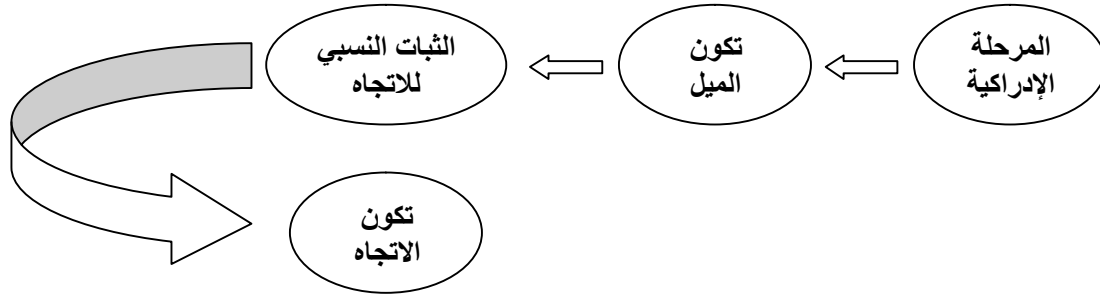 المرحلة
الإدراكية
تكون
الميل
الثبات النسبي
للاتجاه
تكون
الاتجاه